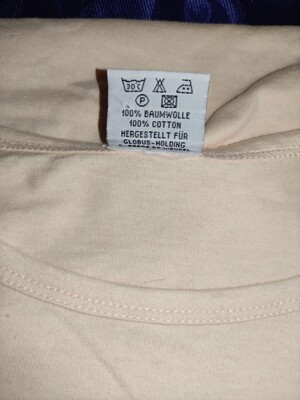 30 C
P
100% BAUMWOLLE
100% COTTON
HERGESTELLT FÜR
GLOBUS-HOLDING